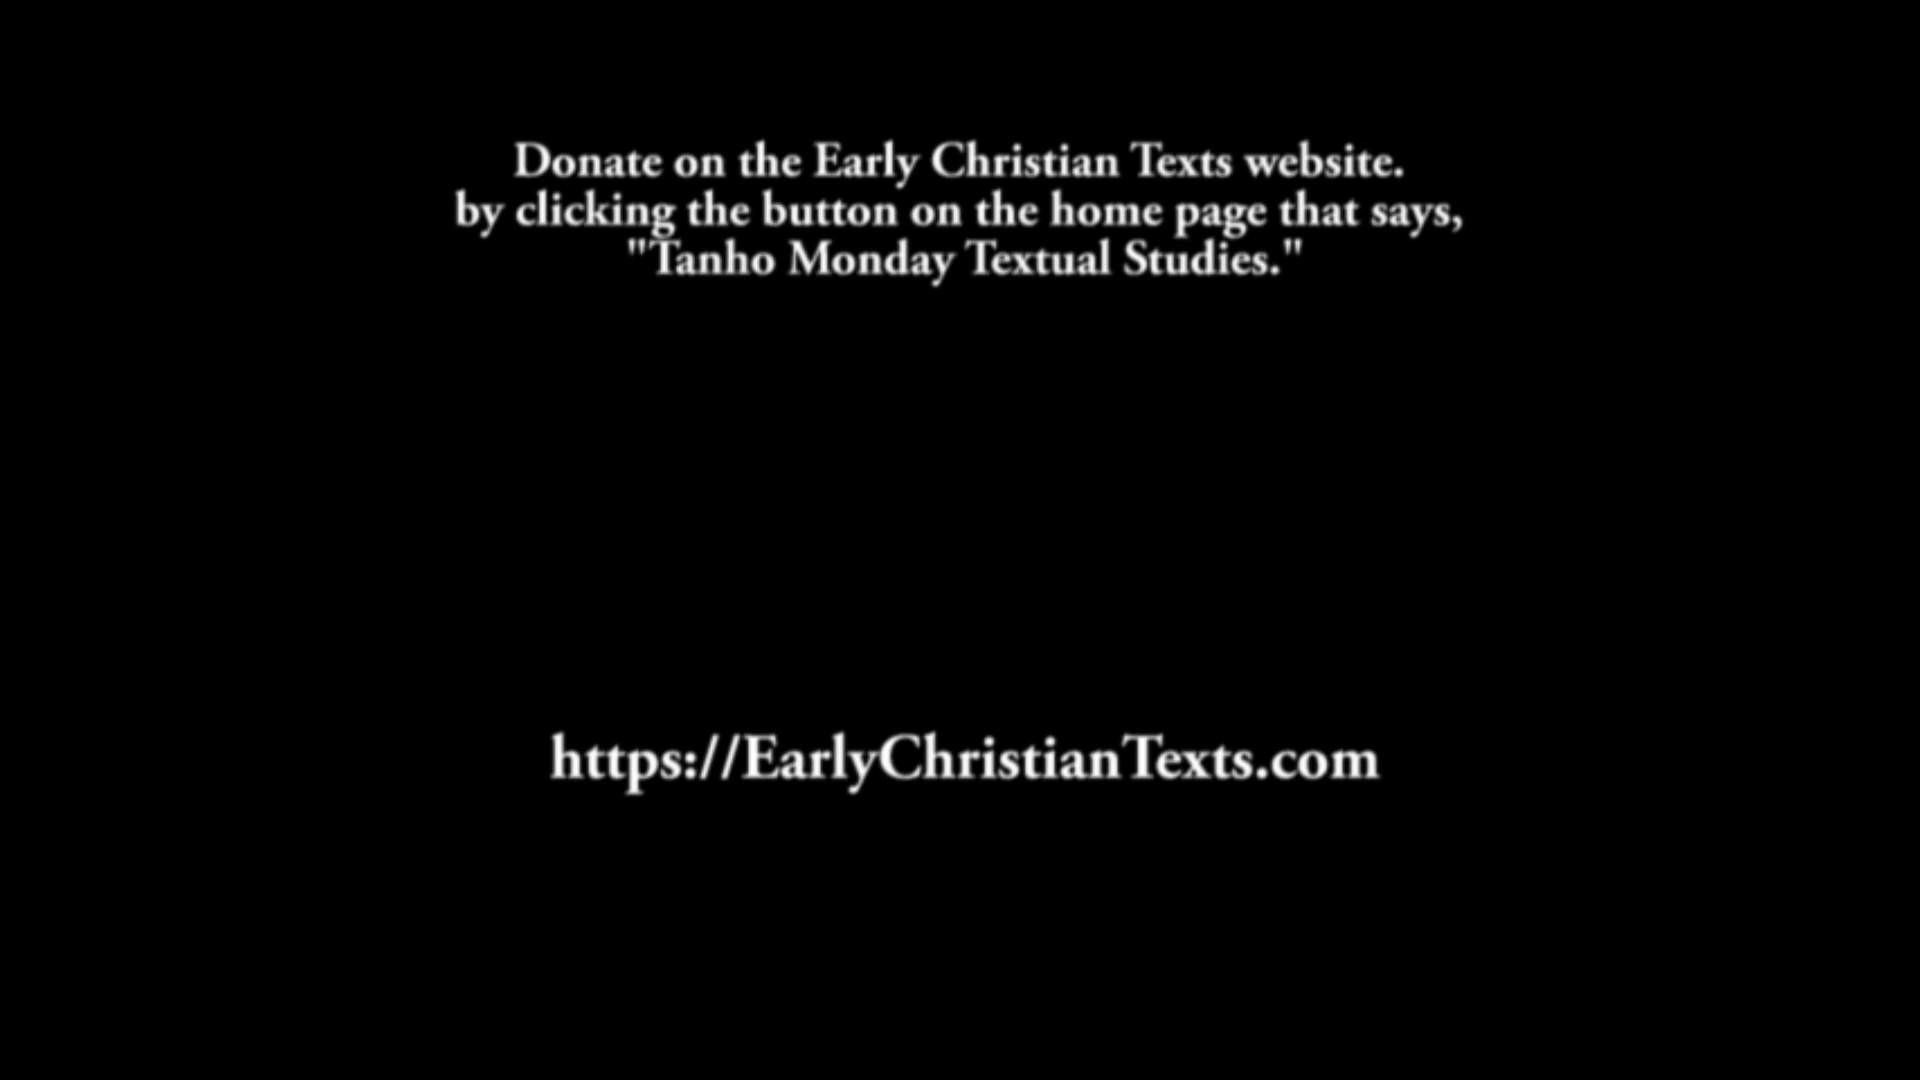 Donate on the Early Christian Texts website.
by clicking the button on the home page that says,
"Tanho Monday Textual Studies."
https://EarlyChristianTexts.com